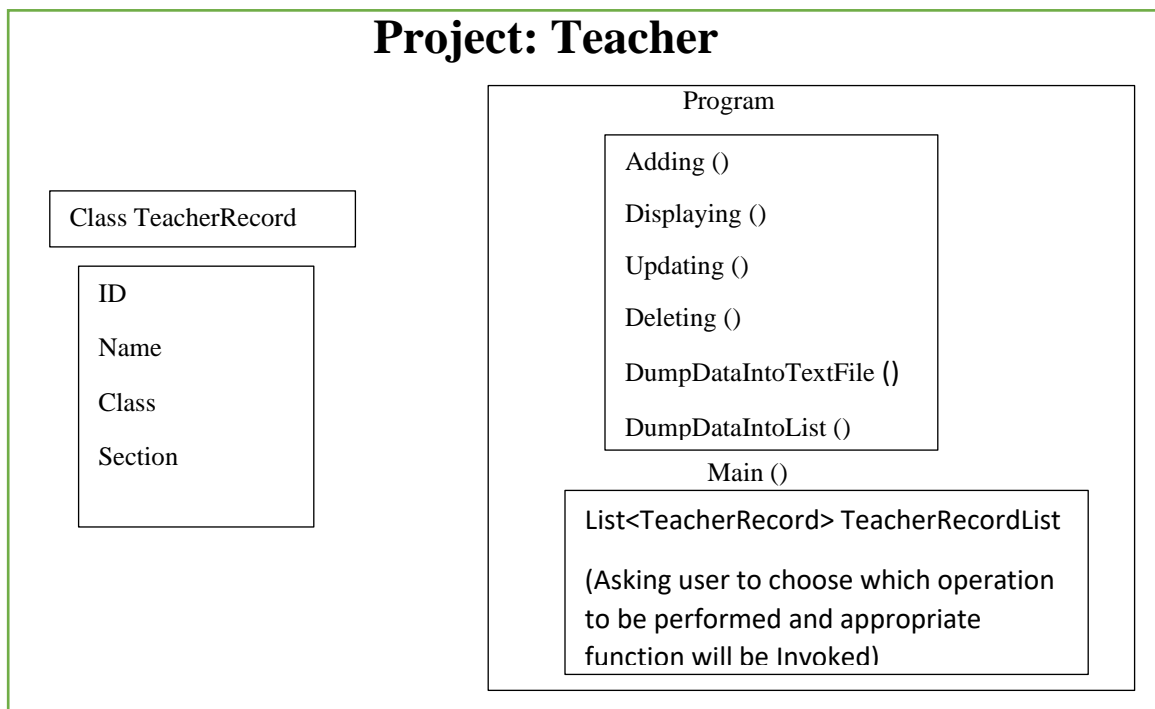 Project: Teacher
Class TeacherRecord
ID
Name
Class
Section
Program
Adding ()
Displaying ()
Updating ()
Deleting ()
DumpDataIntoTextFile ()
DumpDataIntoList ()
Main ()
List<TeacherRecord> TeacherRecordList
(Asking user to choose which operation
to be performed and appropriate
function will be Invoked)